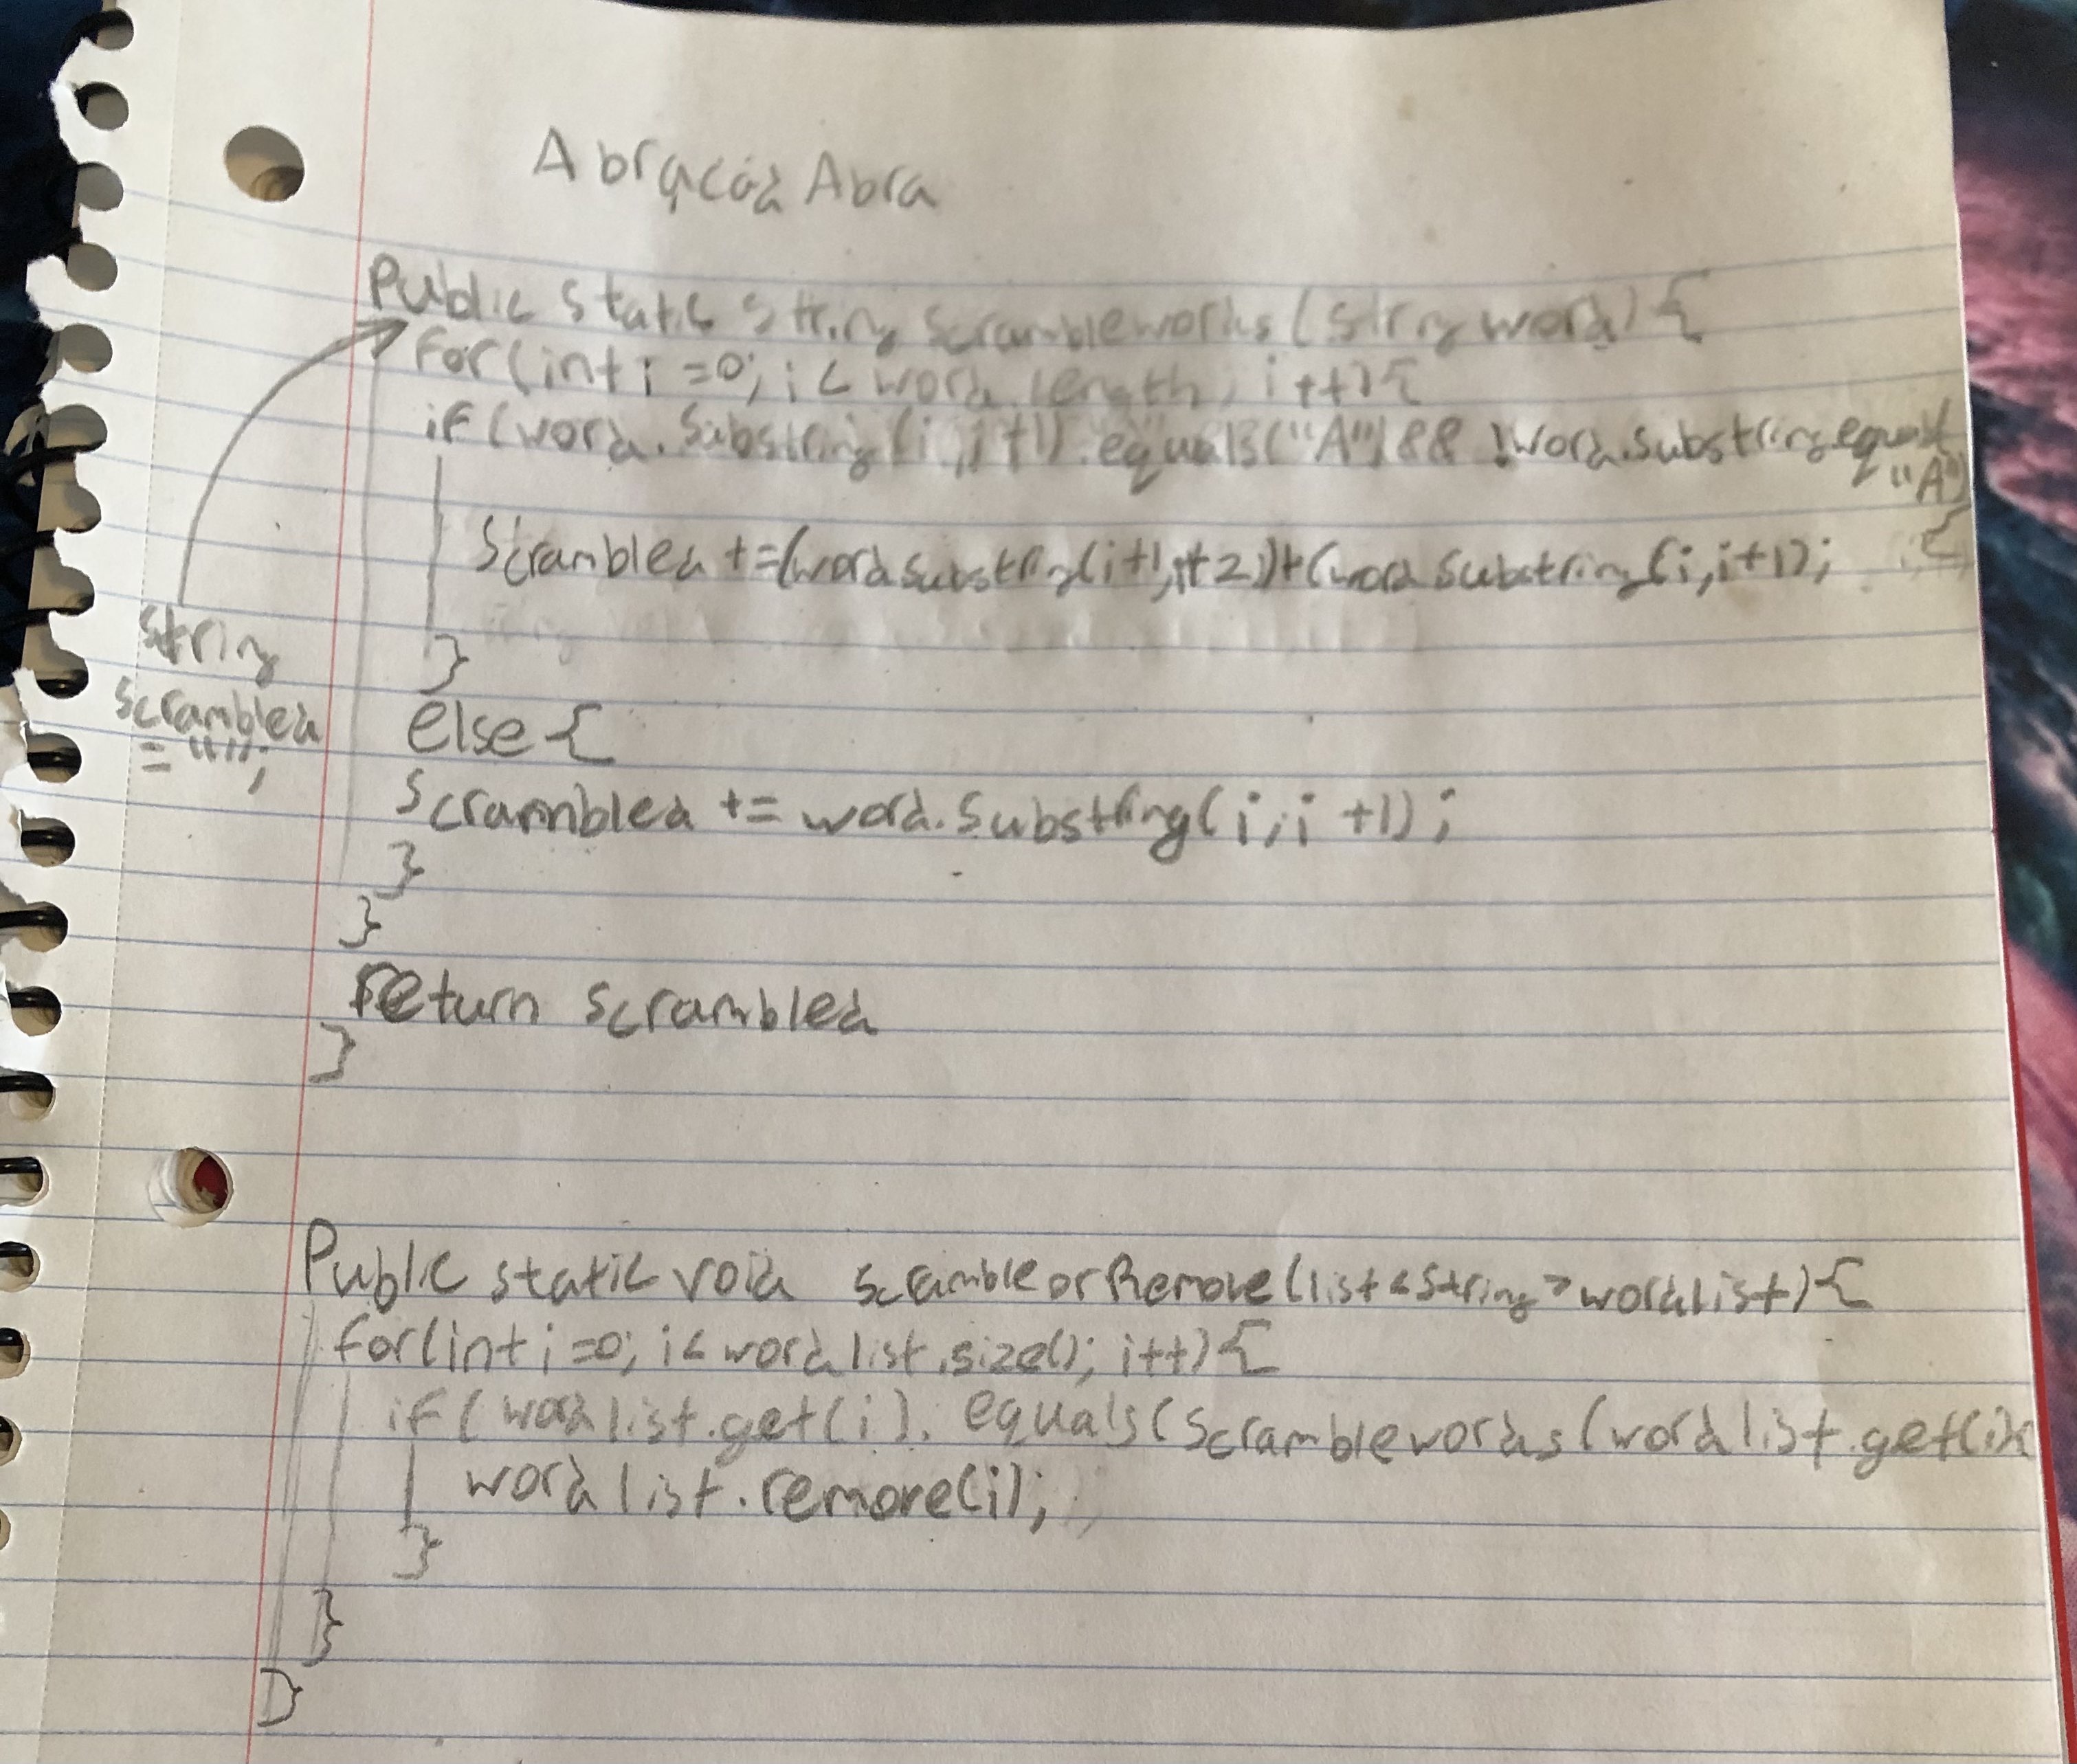 AbracadAbra
Public static string scramblewords (string word) {
for (int i =0; i < word.length; i++){
if (word.substring(i,i+1).equals("A") && !word.substring.equals
"A")
{
Scrambled +=(word.substring(i+1,i+2))+(word.substring(i,i+1);
}
string
scrambled
= "";
else {
scrambled += word.substring(i,i+1);
}
}
return scrambled
}
Public static void scrambleorRemove(list<string> wordlist) {
for(int i=0; i< wordlist.size(); i++){
if (wordlist.get(i).equals(scramblewords(wordlist.get(i)
wordlist.remove(i);
}
}
}